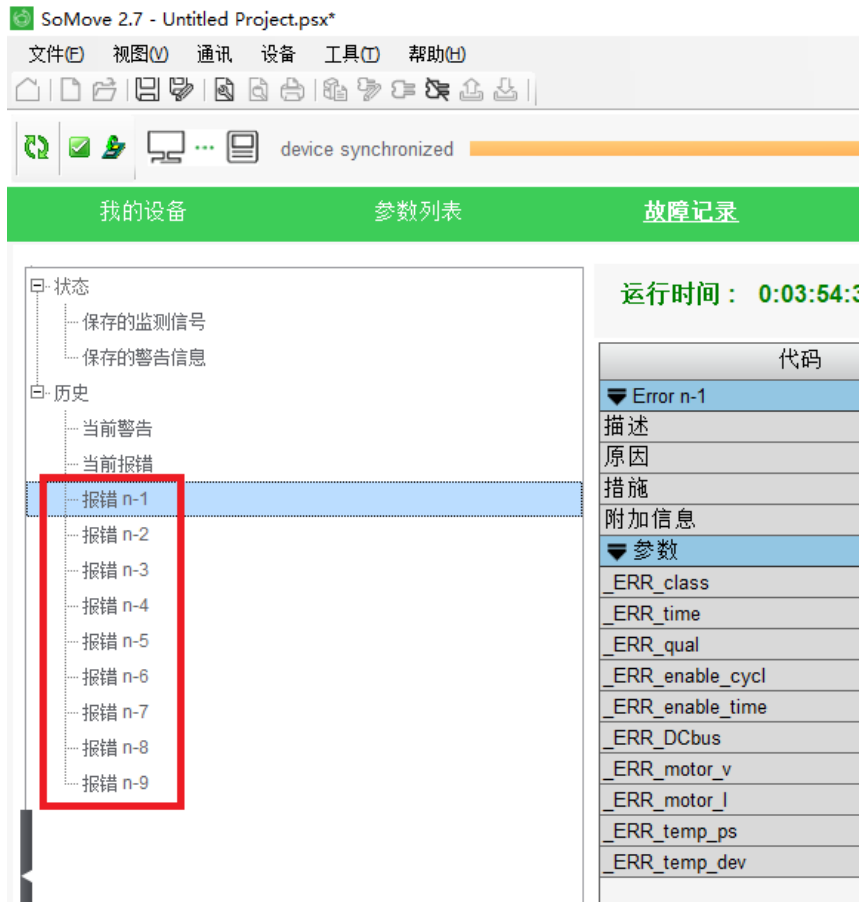 SoMove 2.7 - Untitled Project.psx*
文件(F) 视图(V) 通讯 设备 工具(T) 帮助(H)
device synchronized
我的设备 参数列表 故障记录
状态
保存的监测信号
保存的警告信息
历史
当前警告
当前报错
报错 n-1
报错 n-2
报错 n-3
报错 n-4
报错 n-5
报错 n-6
报错 n-7
报错 n-8
报错 n-9
运行时间： 0:03:54:3
代码
Error n-1
描述
原因
措施
附加信息
参数
_ERR_class
_ERR_time
_ERR_qual
_ERR_enable_cycl
_ERR_enable_time
_ERR_DCbus
_ERR_motor_v
_ERR_motor_I
_ERR_temp_ps
_ERR_temp_dev